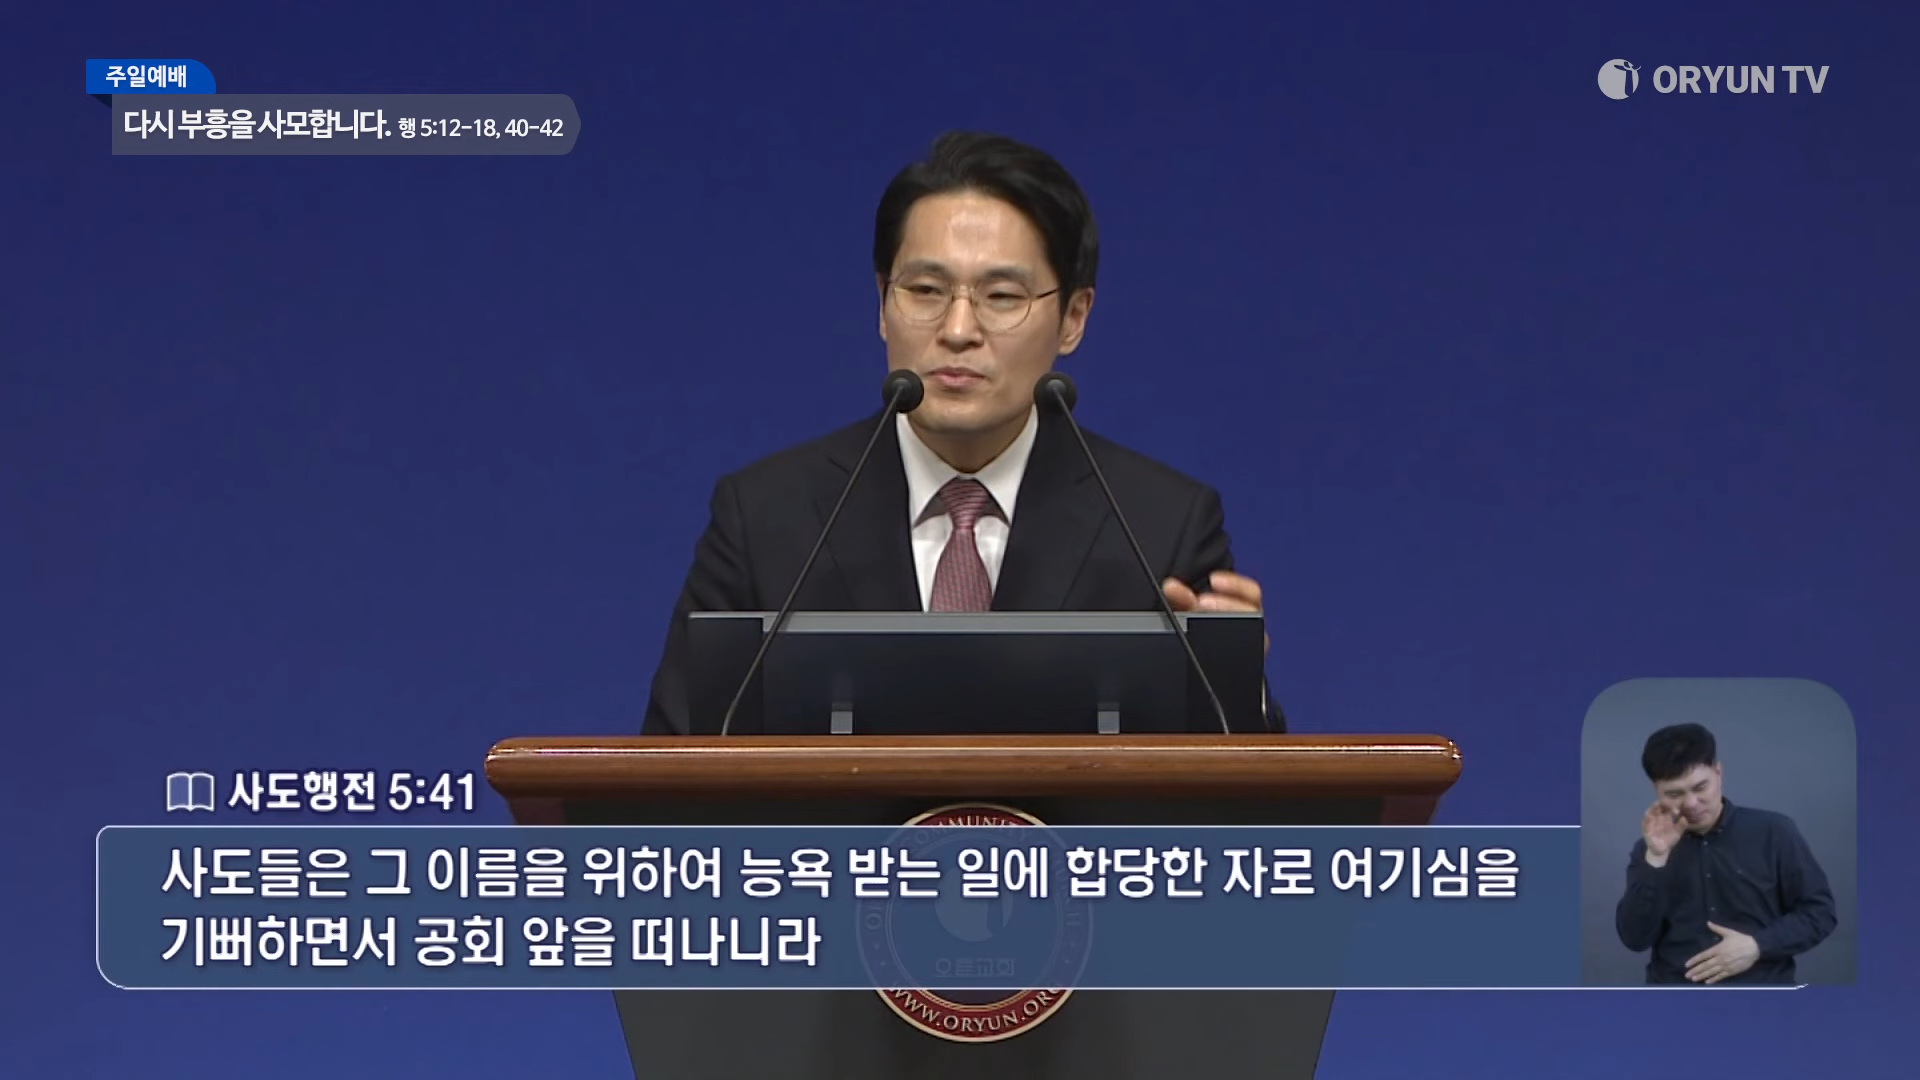 주일예배
다시 부흥을 사모합니다. 행 5:12-18, 40-42
ORYUN TV
사도행전 5:41
사도들은 그 이름을 위하여 능욕 받는 일에 합당한 자로 여기심을
기뻐하면서 공회 앞을 떠나니라
오륜교회
WWW.ORYUN.ORG